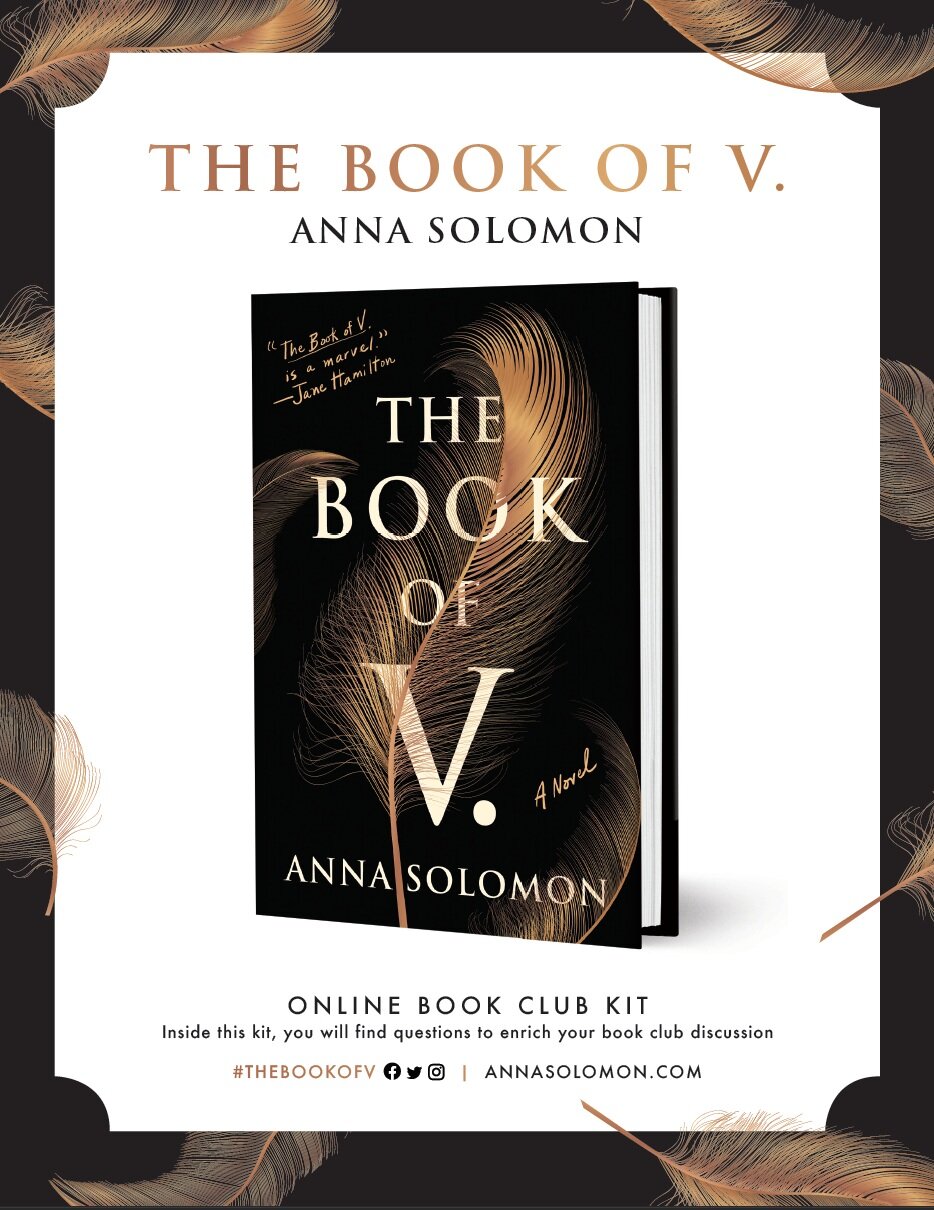 THE BOOK OF V.
ANNA SOLOMON
“The Book of V.
is a marvel.”
—Jane Hamilton
THE
BOOK
OF
V.
A Novel
ANNA SOLOMON
ONLINE BOOK CLUB KIT
Inside this kit, you will find questions to enrich your book club discussion
#THEBOOKOFV | ANNASOLOMON.COM